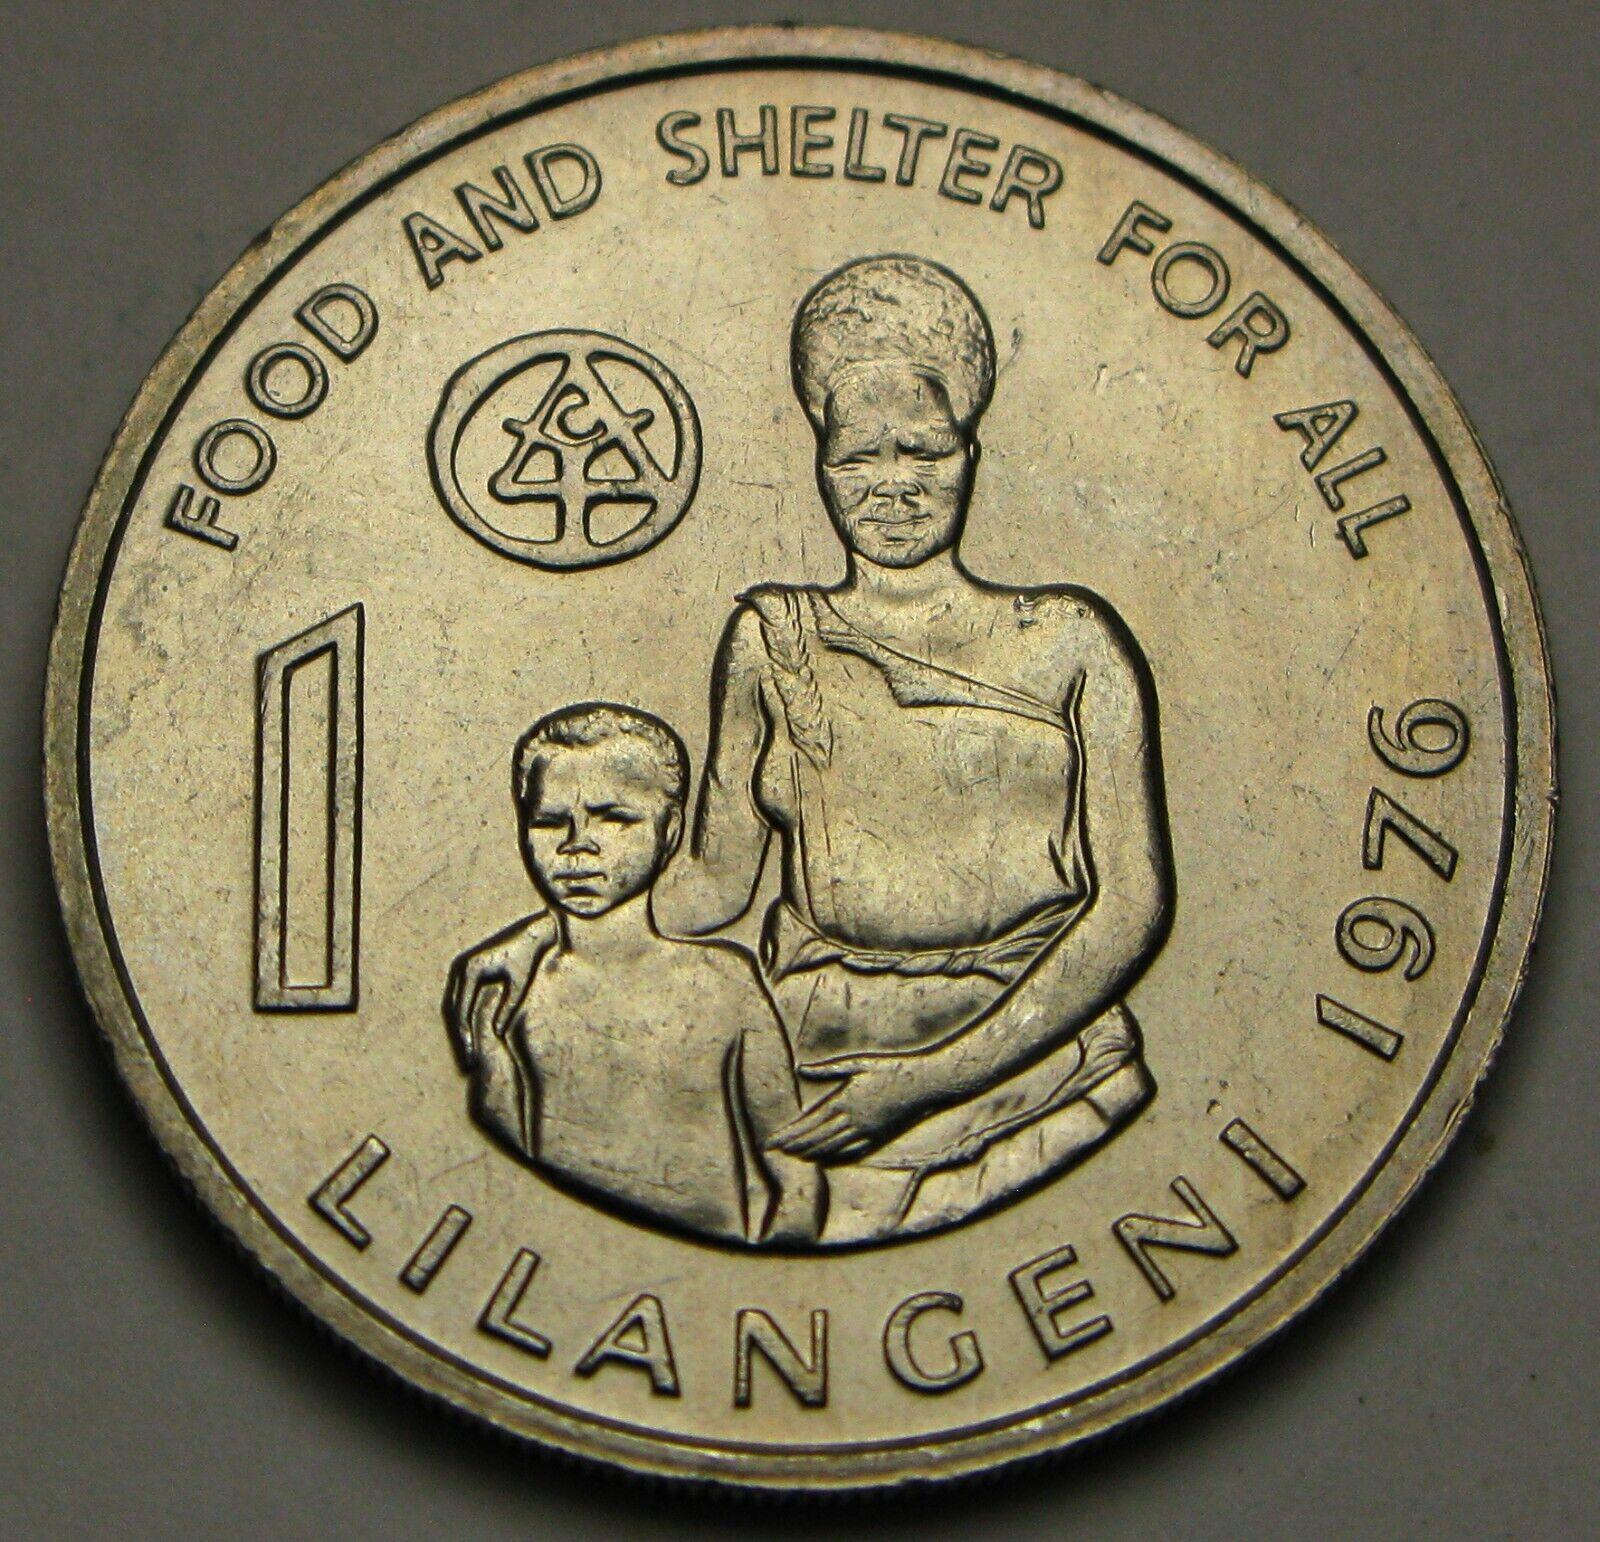 FOOD AND SHELTER FOR ALL
1
LILANGENI
1976